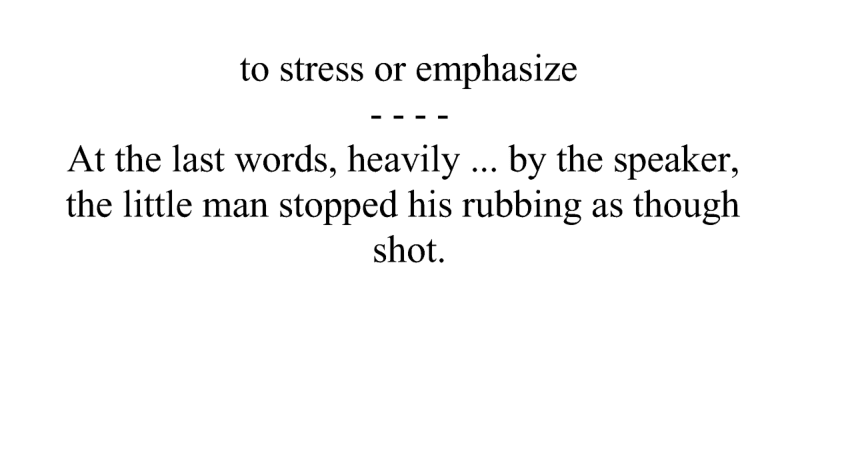 to stress or emphasize
- - - -
At the last words, heavily ... by the speaker,
the little man stopped his rubbing as though
shot.